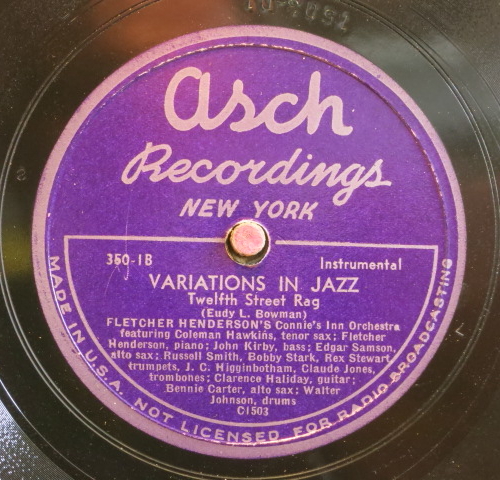 asch
Recordings
NEW YORK
350-1B
Instrumental
VARIATIONS IN JAZZ
Twelfth Street Rag
(Eudy L. Bowman)
FLETCHER HENDERSON'S Connie's Inn Orchestra
featuring Coleman Hawkins, tenor sax; Fletcher
Henderson, piano; John Kirby, bass; Edgar Samson,
alto sax; Russell Smith, Bobby Stark, Rex Stewart,
trumpets, J. C. Higginbotham, Claude Jones,
trombones; Clarence Haliday, guitar;
Bennie Carter, alto sax; Walter
Johnson, drums
C1503
MADE IN U.S.A. NOT LICENSED FOR RADIO BROADCASTING